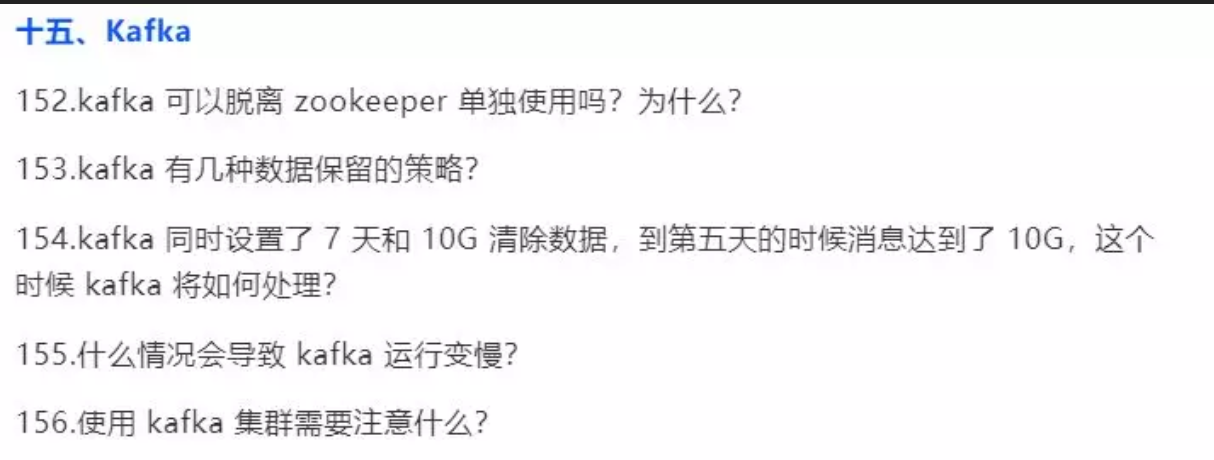 十五、Kafka
152.kafka 可以脱离 zookeeper 单独使用吗？为什么？
153.kafka 有几种数据保留的策略？
154.kafka 同时设置了 7 天和 10G 清除数据，到第五天的时候消息达到了 10G，这个
时候 kafka 将如何处理？
155.什么情况会导致 kafka 运行变慢？
156.使用 kafka 集群需要注意什么？